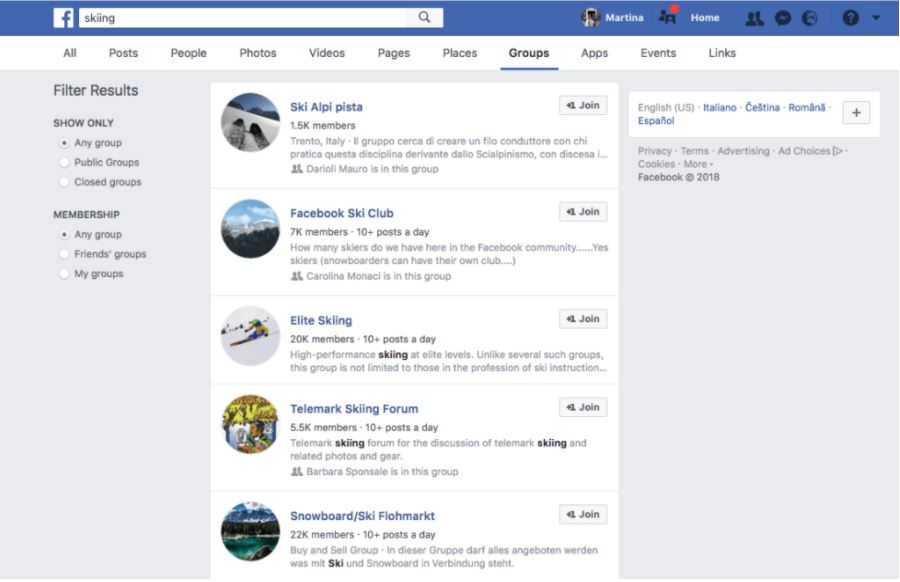 f skiing
Martina Home
All Posts People Photos Videos Pages Places Groups Apps Events Links
Filter Results
SHOW ONLY
Any group
Public Groups
Closed groups
MEMBERSHIP
Any group
Friends' groups
My groups
Ski Alpi pista
+1 Join
1.5K members
Trento, Italy · Il gruppo cerca di creare un filo conduttore con chi
pratica questa disciplina derivante dallo Scialpinismo, con discesa i...
Darioli Mauro is in this group
Facebook Ski Club
+1 Join
7K members · 10+ posts a day
How many skiers do we have here in the Facebook community......Yes
skiers (snowboarders can have their own club....)
Carolina Monaci is in this group
Elite Skiing
+1 Join
20K members · 10+ posts a day
High-performance skiing at elite levels. Unlike several such groups,
this group is not limited to those in the profession of ski instruction...
Telemark Skiing Forum
+1 Join
5.5K members · 10+ posts a day
Telemark skiing forum for the discussion of telemark skiing and
related photos and gear.
Barbara Sponsale is in this group
Snowboard/Ski Flohmarkt
+1 Join
22K members · 10+ posts a day
Buy and Sell Group · In dieser Gruppe darf alles angeboten werden
was mit Ski und Snowboard in Verbindung steht.
English (US) · Italiano · Čeština · Română ·
Español
+
Privacy · Terms · Advertising · Ad Choices ·
Cookies · More
Facebook © 2018